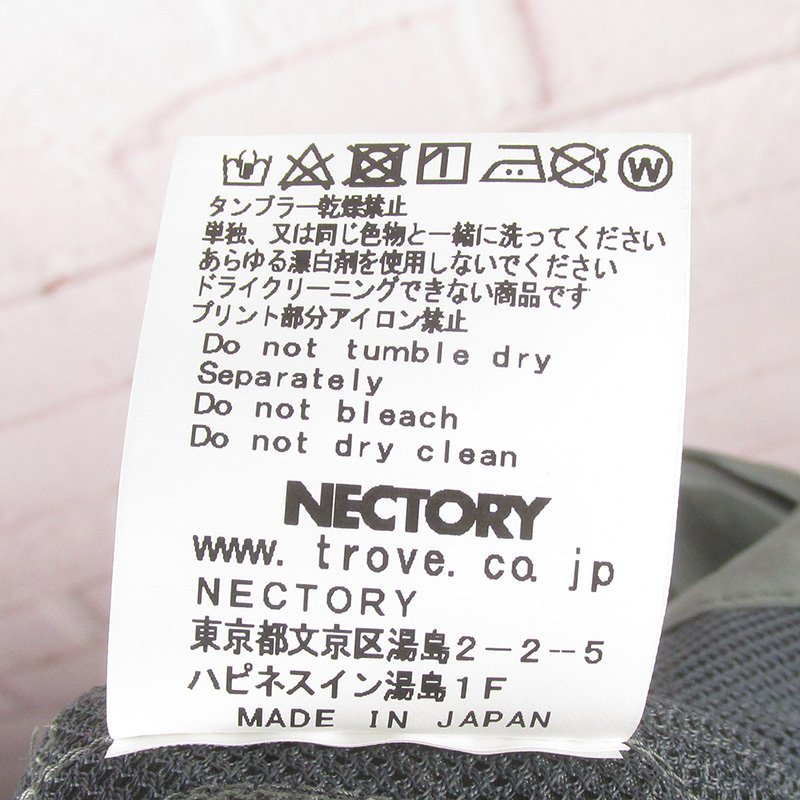 W
タンブラー乾燥禁止
単独、又は同じ色物と一緒に洗ってください
あらゆる漂白剤を使用しないでください
ドライクリーニングできない商品です
プリント部分アイロン禁止
Do not tumble dry
Separately
Do not bleach
Do not dry clean
NECTORY
www. trove. co. jp
NECTORY
東京都文京区湯島2-2-5
ハピネスイン湯島1F
MADE IN JAPAN